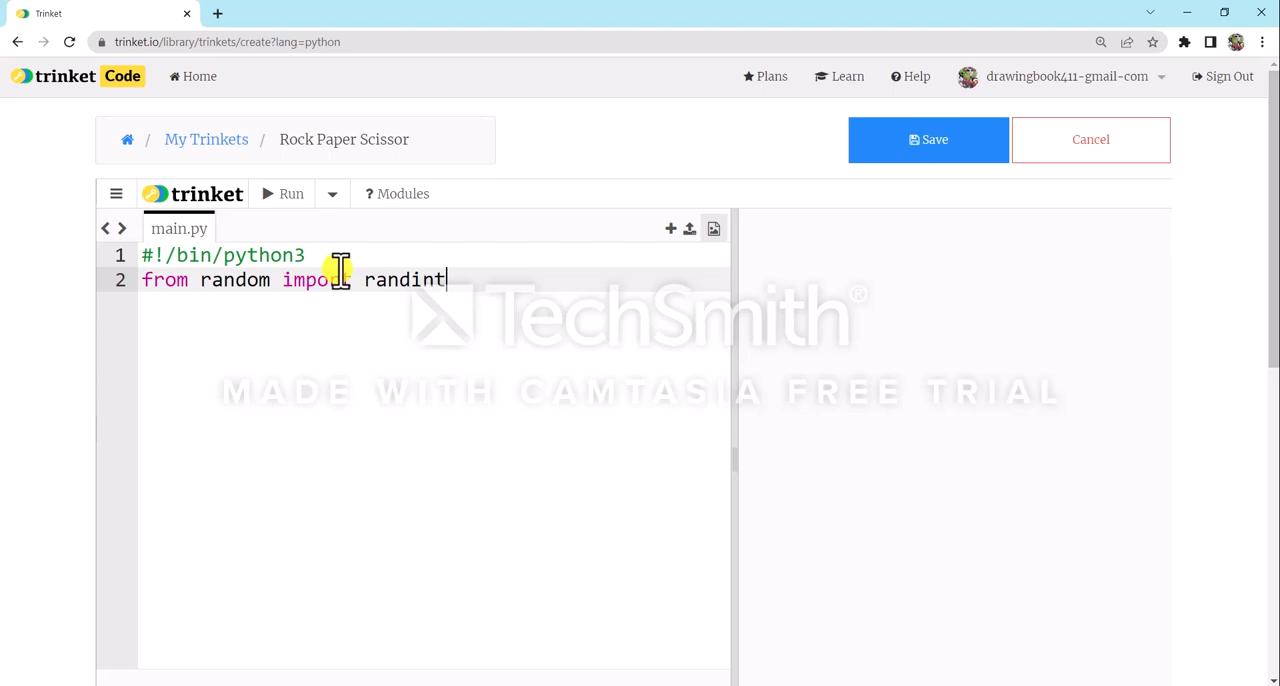 Trinket
trinket.io/library/trinkets/create?lang=python
trinket Code Home Plans Learn Help drawingbook411-gmail-com Sign Out
/ My Trinkets / Rock Paper Scissor Save Cancel
trinket Run ? Modules
main.py
1 #!/bin/python3
2 from random import randint
TechSmith®
MADE WITH CAMTASIA FREE TRIAL